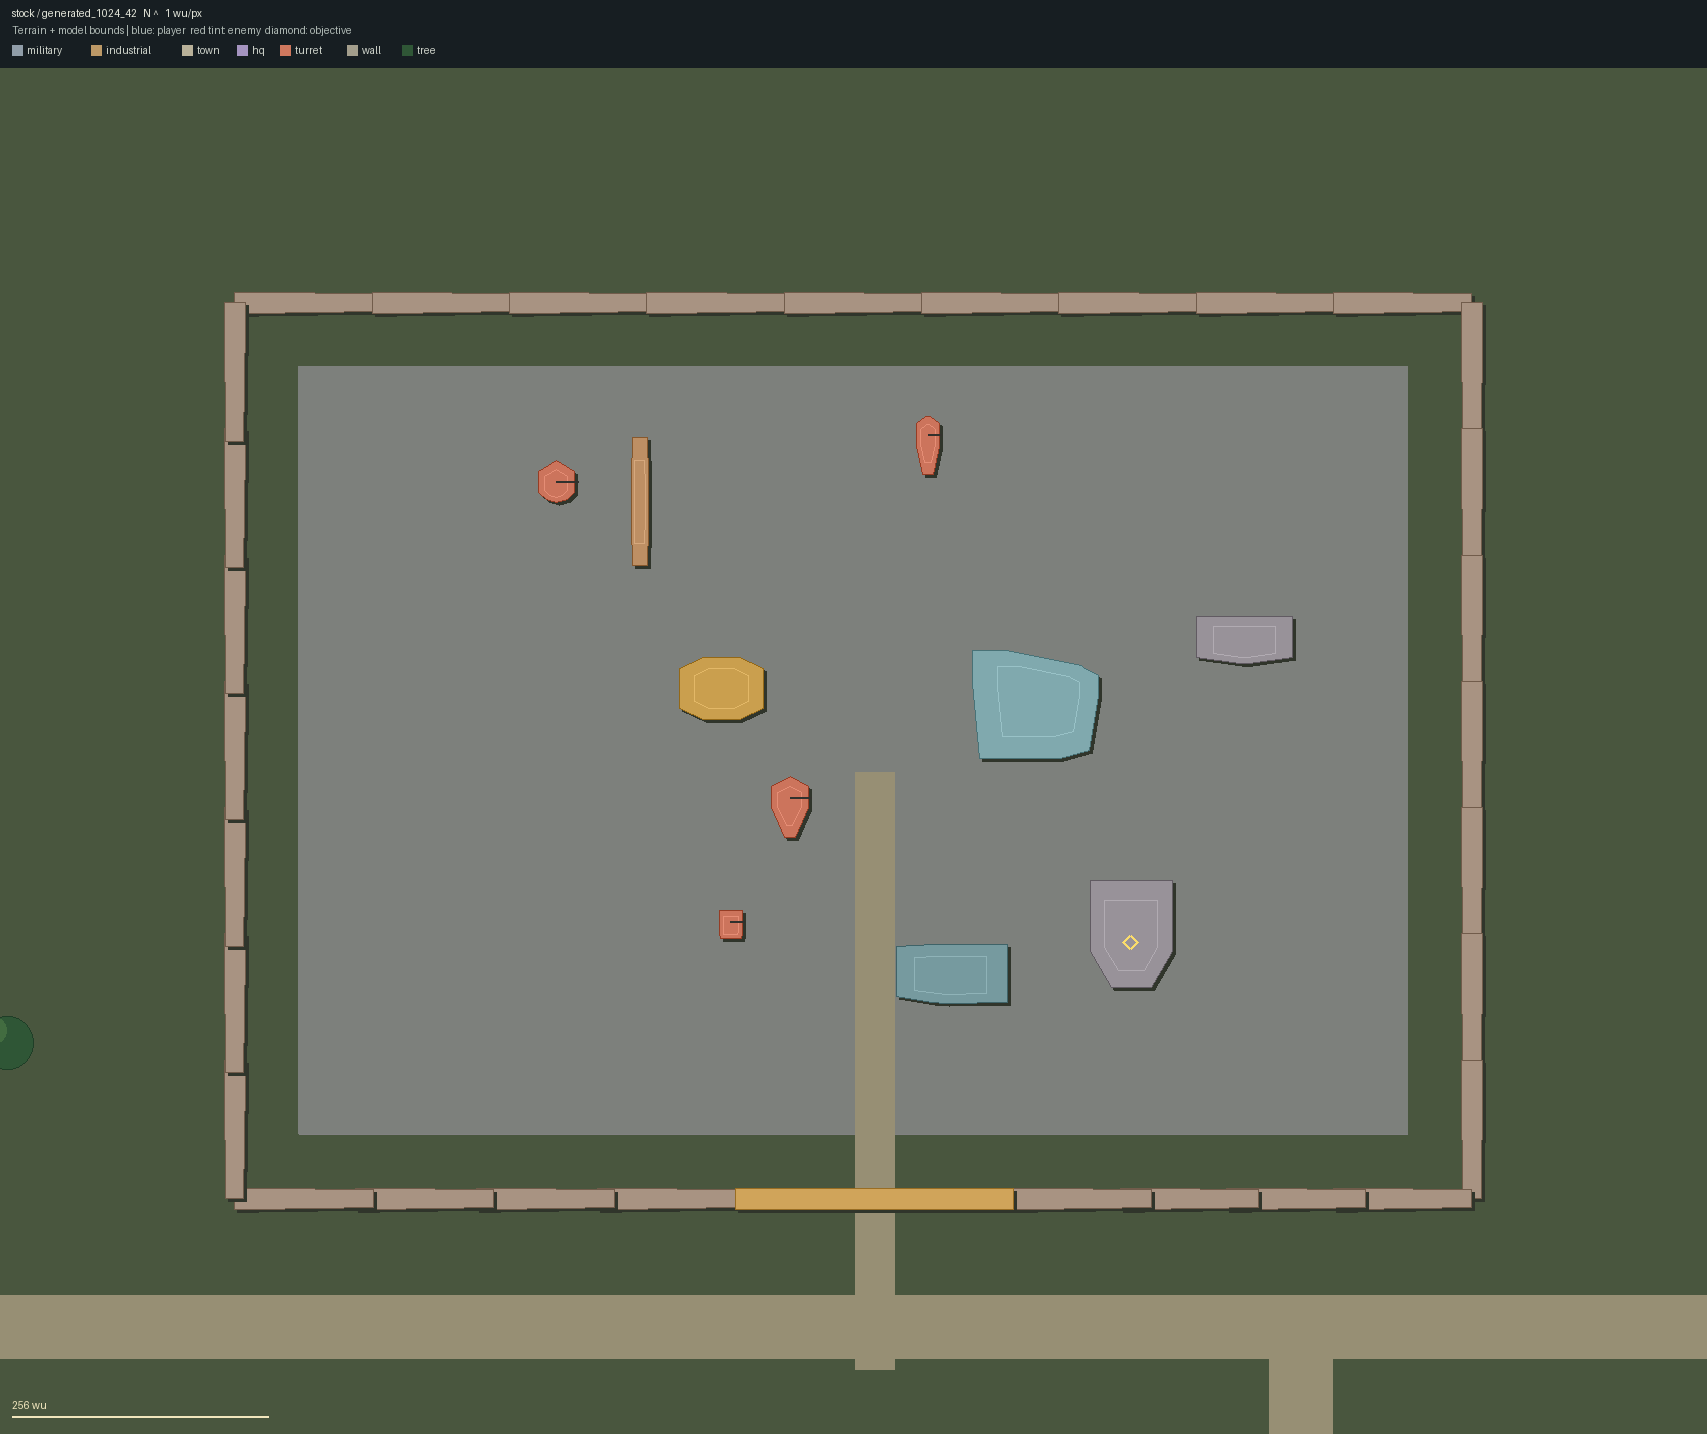 stock / generated_1024_42 N ^ 1 wu/px
Terrain + model bounds | blue: player red tint: enemy diamond: objective
military industrial town hq turret wall tree
256 wu